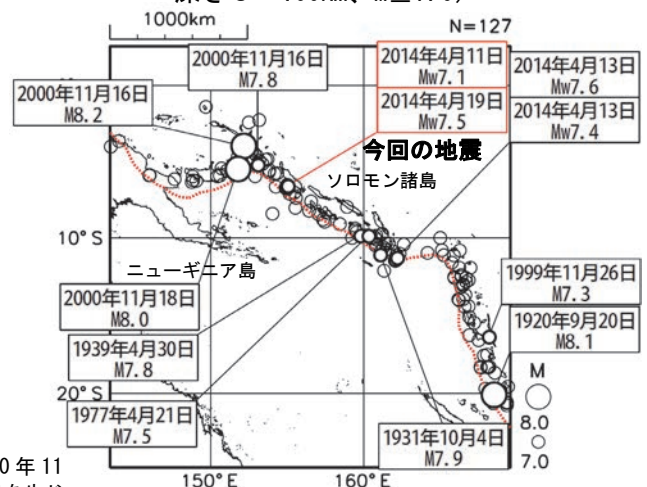 1000km
N=127
2000年11月16日
M7.8
2014年4月11日
Mw7.1
2014年4月13日
Mw7.6
2000年11月16日
M8.2
2014年4月19日
Mw7.5
2014年4月13日
Mw7.4
今回の地震
ソロモン諸島
10°S
ニューギニア島
2000年11月18日
M8.0
1999年11月26日
M7.3
1939年4月30日
M7.8
1920年9月20日
M8.1
20°S
M
1977年4月21日
M7.5
8.0
1931年10月4日
M7.9
7.0
0年11
150°E
160°E